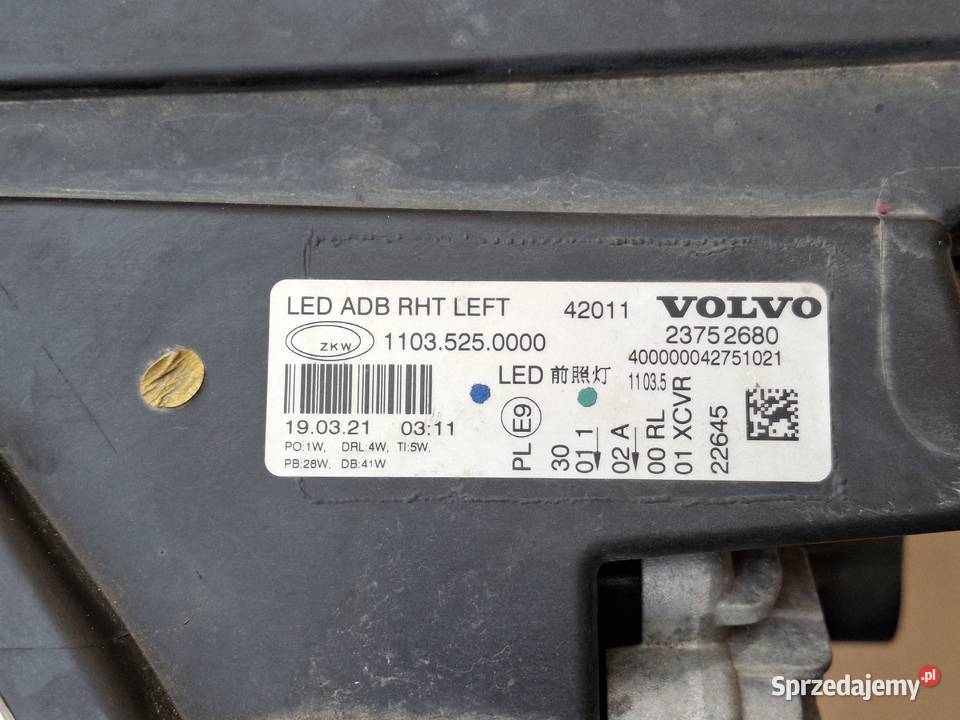 LED ADB RHT LEFT 42011 VOLVO
ZKW 1103.525.0000 23752680
400000042751021
LED 前照灯 1103.5
19.03.21 03:11
PO:1W, DRL:4W, TI:5W,
PB:28W, DB:41W
PL E9
30
01 1
02 A
00 RL
01 XCVR
22645
Sprzedajemy.pl